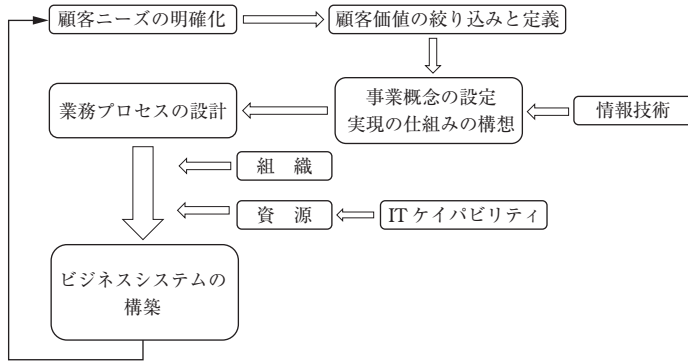 顧客ニーズの明確化
顧客価値の絞り込みと定義
業務プロセスの設計
事業概念の設定
実現の仕組みの構想
情報技術
組　織
資　源
ITケイパビリティ
ビジネスシステムの
構築